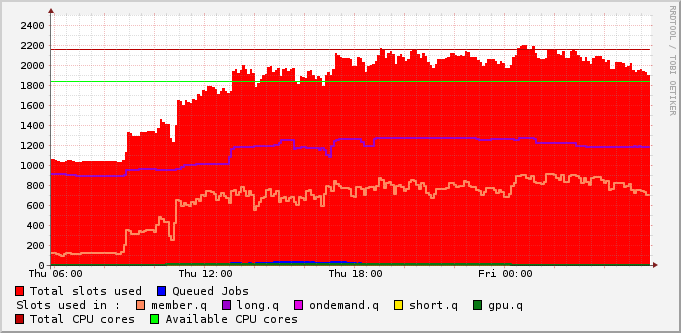 RRDTOOL / TOBI OETIKER
2400
2200
2000
1800
1600
1400
1200
1000
800
600
400
200
0
Thu 06:00 Thu 12:00 Thu 18:00 Fri 00:00
Total slots used Queued Jobs
Slots used in : member.q long.q ondemand.q short.q gpu.q
Total CPU cores Available CPU cores